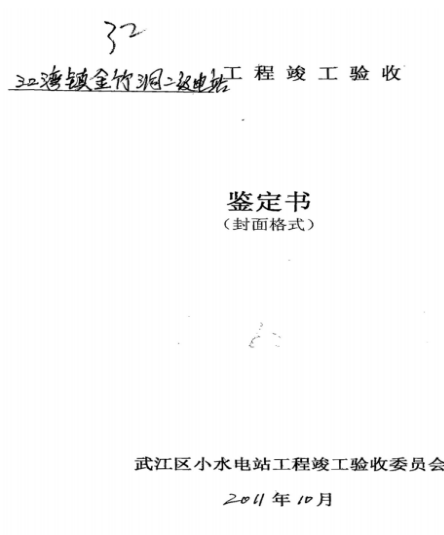 32
江湾镇金竹洞二级电站工程竣工验收
鉴定书
（封面格式）
武江区小水电站工程竣工验收委员会
2011年10月